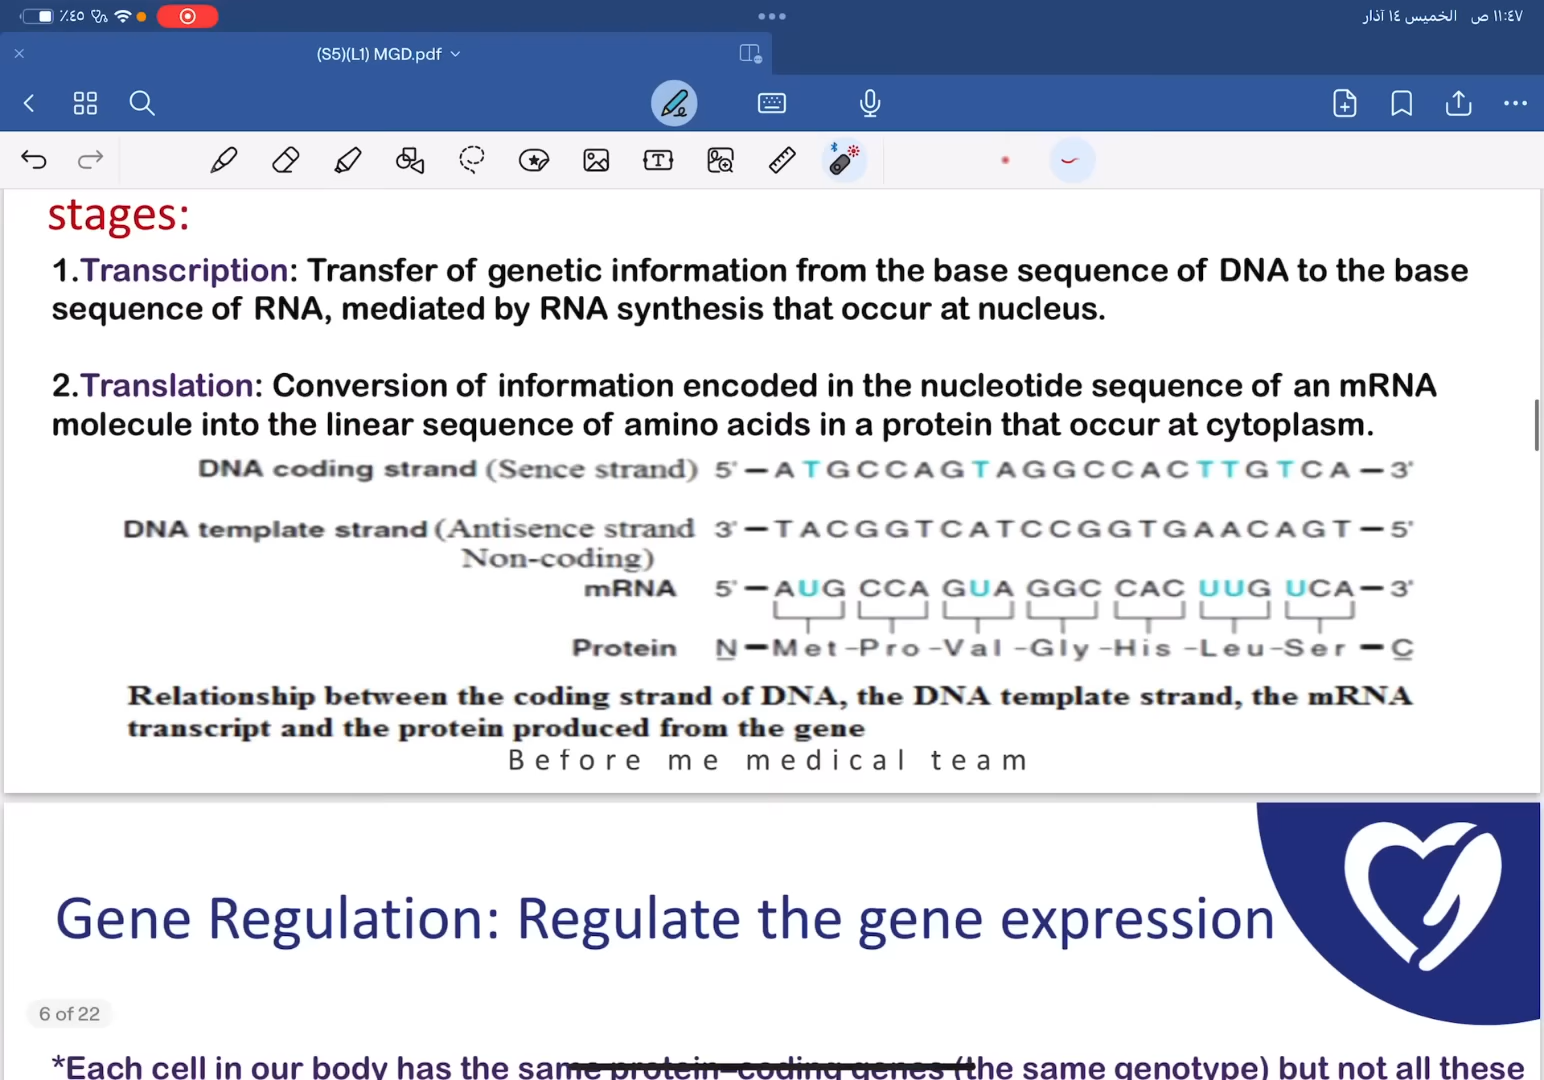 ٪٤٥
١١:٤٧ ص الخميس ١٤ آذار
(S5)(L1) MGD.pdf
stages:
1.Transcription: Transfer of genetic information from the base sequence of DNA to the base
sequence of RNA, mediated by RNA synthesis that occur at nucleus.
2.Translation: Conversion of information encoded in the nucleotide sequence of an mRNA
molecule into the linear sequence of amino acids in a protein that occur at cytoplasm.
DNA coding strand (Sence strand) 5'–ATGCCAGTAGGCCACTTGTCA–3'
DNA template strand (Antisence strand 3'–TACGGTCATCCGGTGAACAGT–5'
Non-coding)
mRNA 5'–AUG CCA GUA GGC CAC UUG UCA–3'
Protein N–Met-Pro-Val-Gly-His-Leu-Ser–C
Relationship between the coding strand of DNA, the DNA template strand, the mRNA
transcript and the protein produced from the gene
Before me medical team
Gene Regulation: Regulate the gene expression
6 of 22
*Each cell in our body has the same protein–coding genes (the same genotype) but not all these